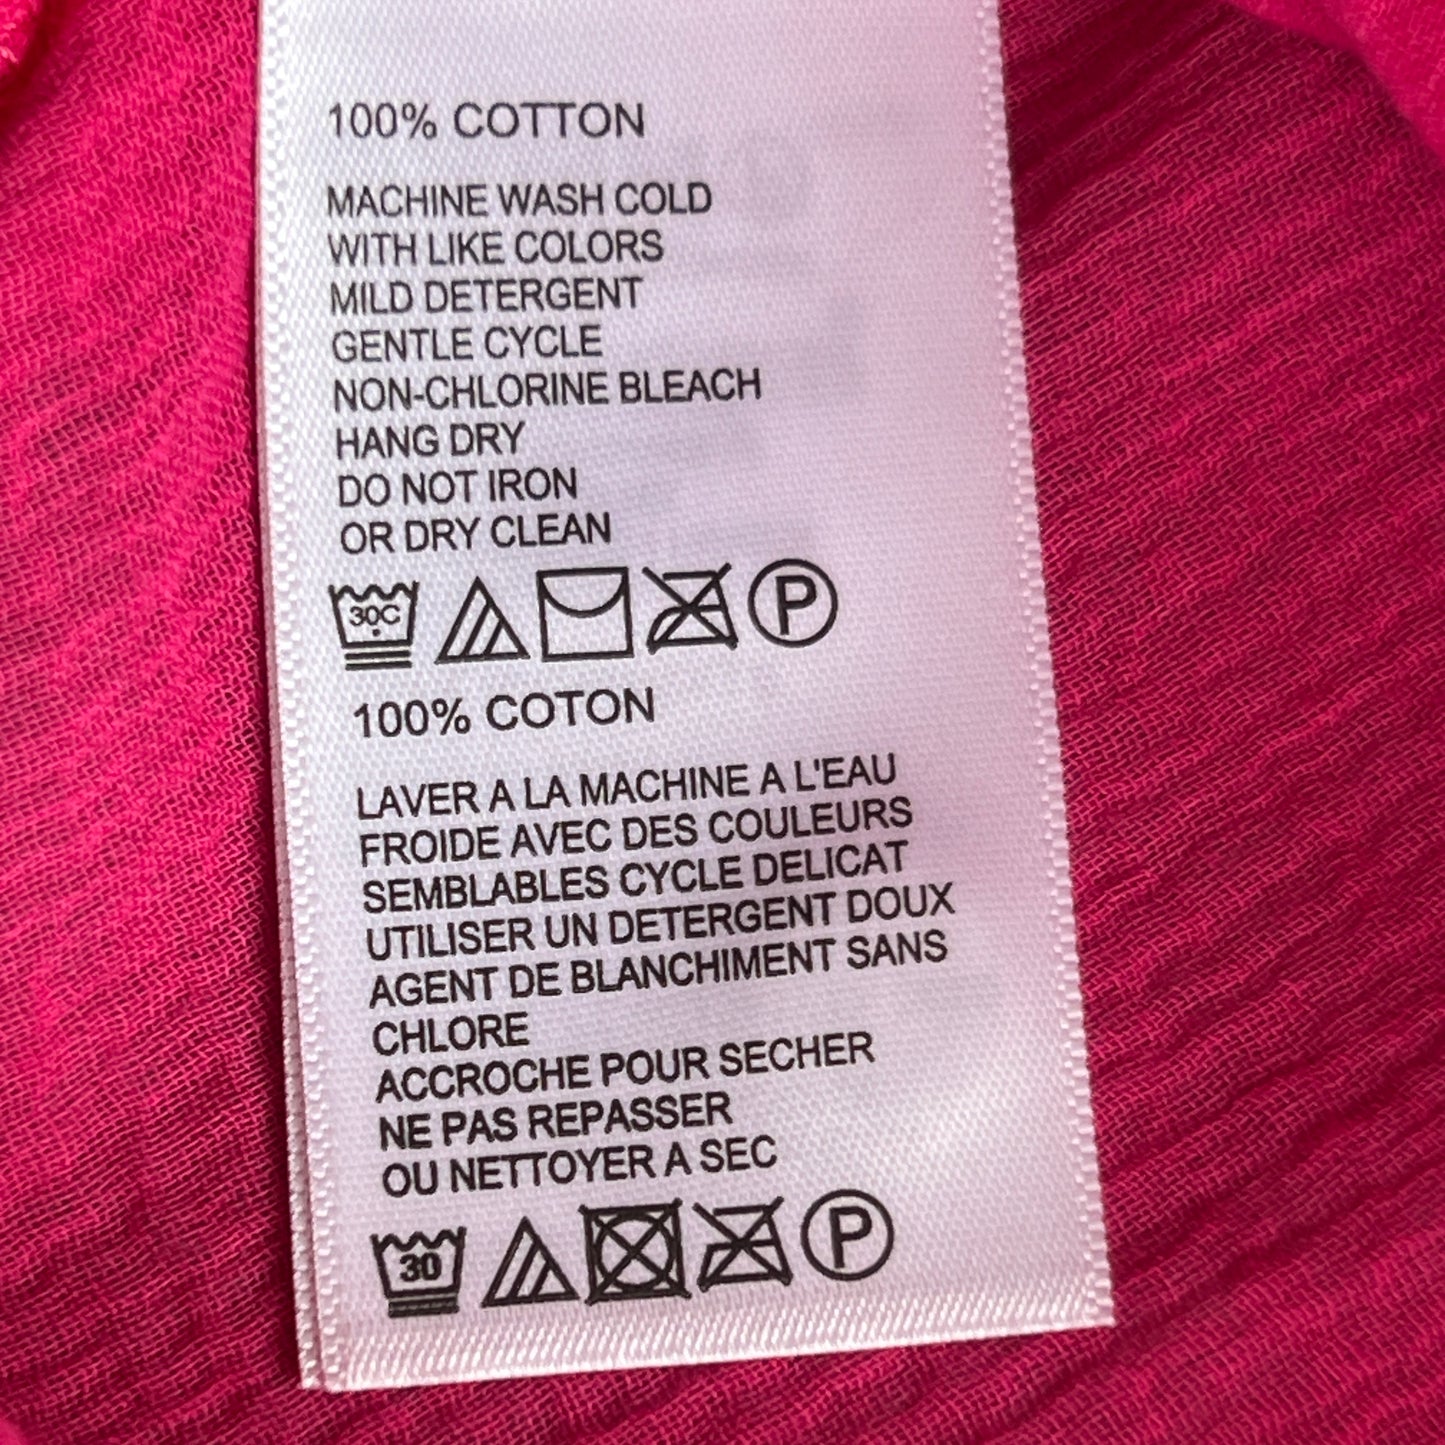 100% COTTON
MACHINE WASH COLD
WITH LIKE COLORS
MILD DETERGENT
GENTLE CYCLE
NON-CHLORINE BLEACH
HANG DRY
DO NOT IRON
OR DRY CLEAN
30C P
100% COTON
LAVER A LA MACHINE A L'EAU
FROIDE AVEC DES COULEURS
SEMBLABLES CYCLE DELICAT
UTILISER UN DETERGENT DOUX
AGENT DE BLANCHIMENT SANS
CHLORE
ACCROCHE POUR SECHER
NE PAS REPASSER
OU NETTOYER A SEC
30 P